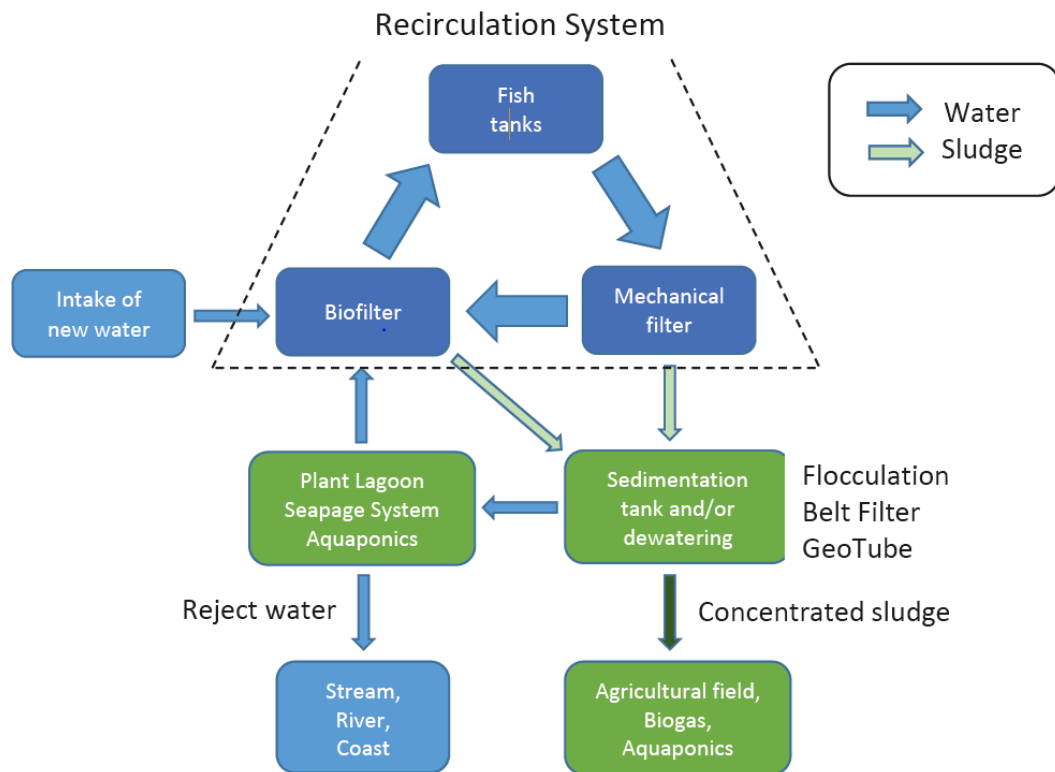 Recirculation System
Fish
tanks
Water
Sludge
Intake of
new water
Biofilter
Mechanical
filter
Plant Lagoon
Seapage System
Aquaponics
Sedimentation
tank and/or
dewatering
Flocculation
Belt Filter
GeoTube
Reject water
Concentrated sludge
Stream,
River,
Coast
Agricultural field,
Biogas,
Aquaponics